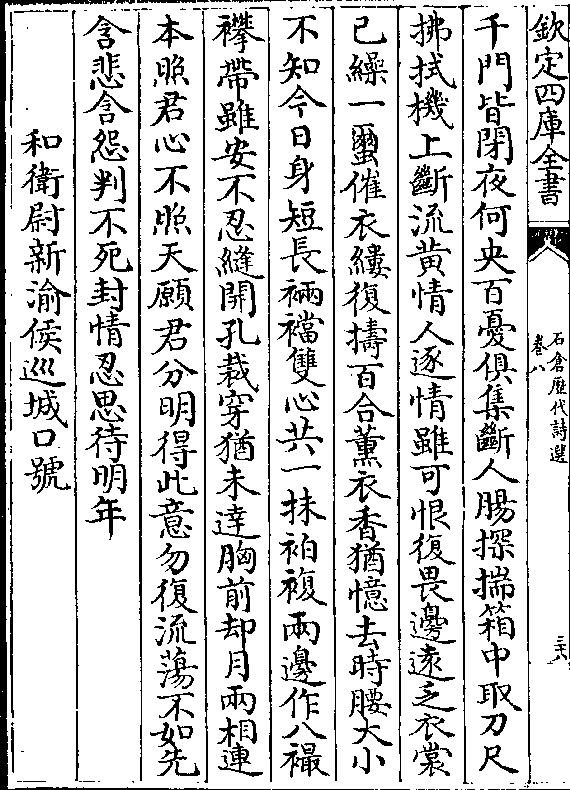 欽定四庫全書
石倉歷代詩選
卷八
三六
千門皆閉夜何央百憂俱集斷人腸探揣箱中取刀尺
拂拭機上斷流黄情人逐情雖可恨復畏邊逺乏衣裳
已繰一蠒催衣縷復擣百合薰衣香猶憶去時腰大小
不知今日身短長裲襠雙心共一抺袙複兩邊作八襊
襻帶雖安不忍縫開孔裁穿猶未逹胸前却月兩相連
本照君心不照天願君分明得此意勿復流蕩不如先
含悲含怨判不死封情忍思待明年
和衛尉新渝侯巡城口號